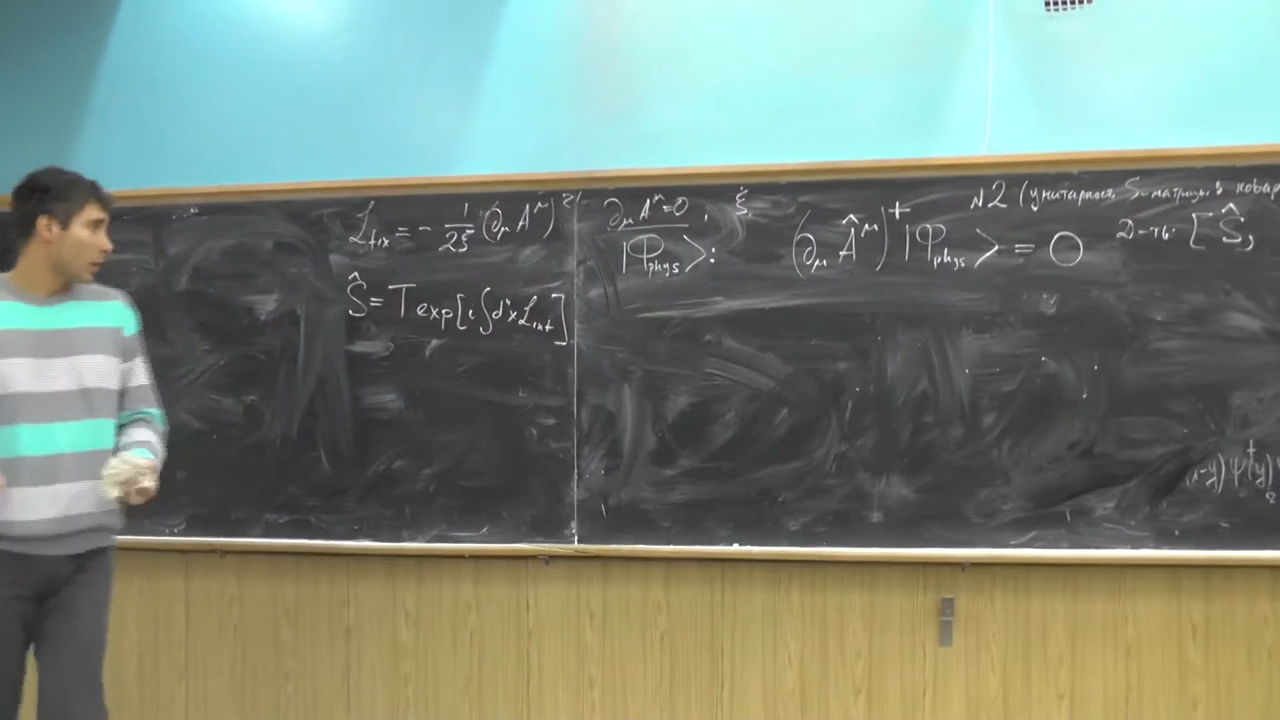 ℒ_fix = - 1/2ξ (∂_μ A^μ)²
Ŝ = T exp[i∫d⁴x ℒ_int]
∂_μ A^μ = 0, ξ
|Φ_phys>: (∂_μ Â^μ)^+ |Φ_phys> = 0
N2 (унитарность S-матрицы в ковар
Д-ть: [Ŝ,
(x-y) ψ^†(y)